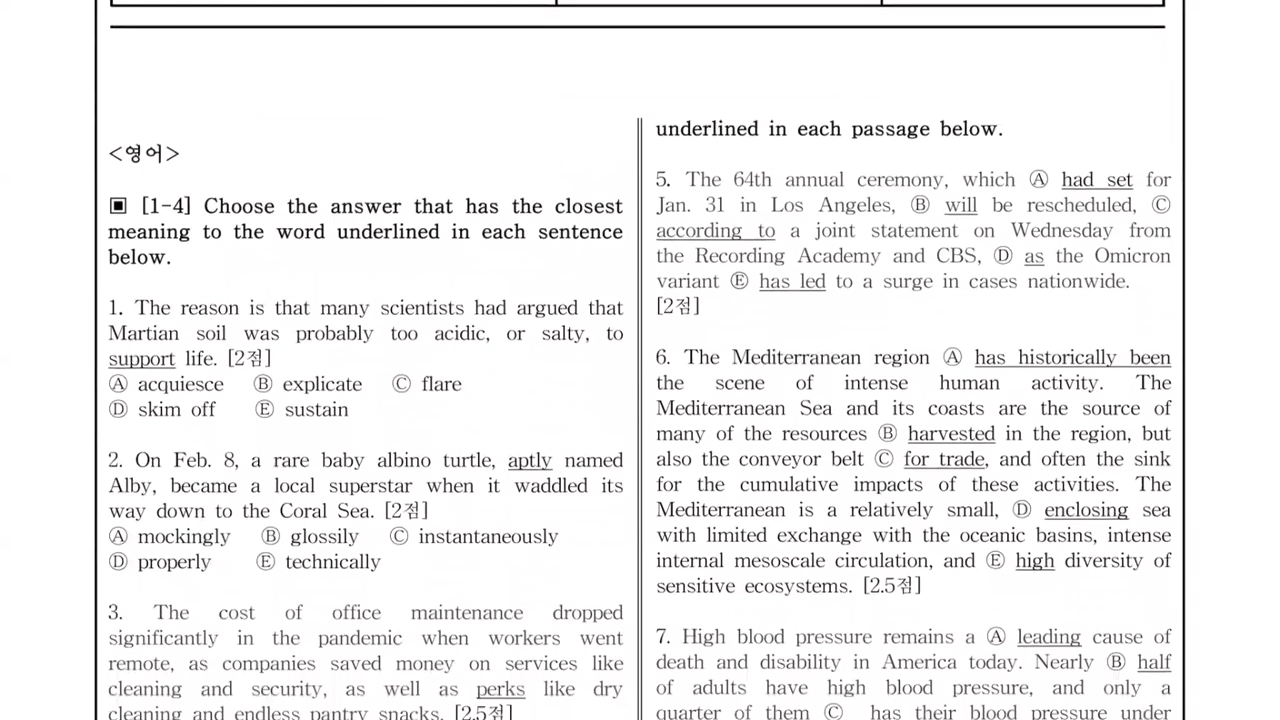 <영어>
▣ [1-4] Choose the answer that has the closest
meaning to the word underlined in each sentence
below.
1. The reason is that many scientists had argued that
Martian soil was probably too acidic, or salty, to
support life. [2점]
Ⓐ acquiesce Ⓑ explicate Ⓒ flare
Ⓓ skim off Ⓔ sustain
2. On Feb. 8, a rare baby albino turtle, aptly named
Alby, became a local superstar when it waddled its
way down to the Coral Sea. [2점]
Ⓐ mockingly Ⓑ glossily Ⓒ instantaneously
Ⓓ properly Ⓔ technically
3. The cost of office maintenance dropped
significantly in the pandemic when workers went
remote, as companies saved money on services like
cleaning and security, as well as perks like dry
cleaning and endless pantry snacks. [2.5점]
underlined in each passage below.
5. The 64th annual ceremony, which Ⓐ had set for
Jan. 31 in Los Angeles, Ⓑ will be rescheduled, Ⓒ
according to a joint statement on Wednesday from
the Recording Academy and CBS, Ⓓ as the Omicron
variant Ⓔ has led to a surge in cases nationwide.
[2점]
6. The Mediterranean region Ⓐ has historically been
the scene of intense human activity. The
Mediterranean Sea and its coasts are the source of
many of the resources Ⓑ harvested in the region, but
also the conveyor belt Ⓒ for trade, and often the sink
for the cumulative impacts of these activities. The
Mediterranean is a relatively small, Ⓓ enclosing sea
with limited exchange with the oceanic basins, intense
internal mesoscale circulation, and Ⓔ high diversity of
sensitive ecosystems. [2.5점]
7. High blood pressure remains a Ⓐ leading cause of
death and disability in America today. Nearly Ⓑ half
of adults have high blood pressure, and only a
quarter of them Ⓒ has their blood pressure under